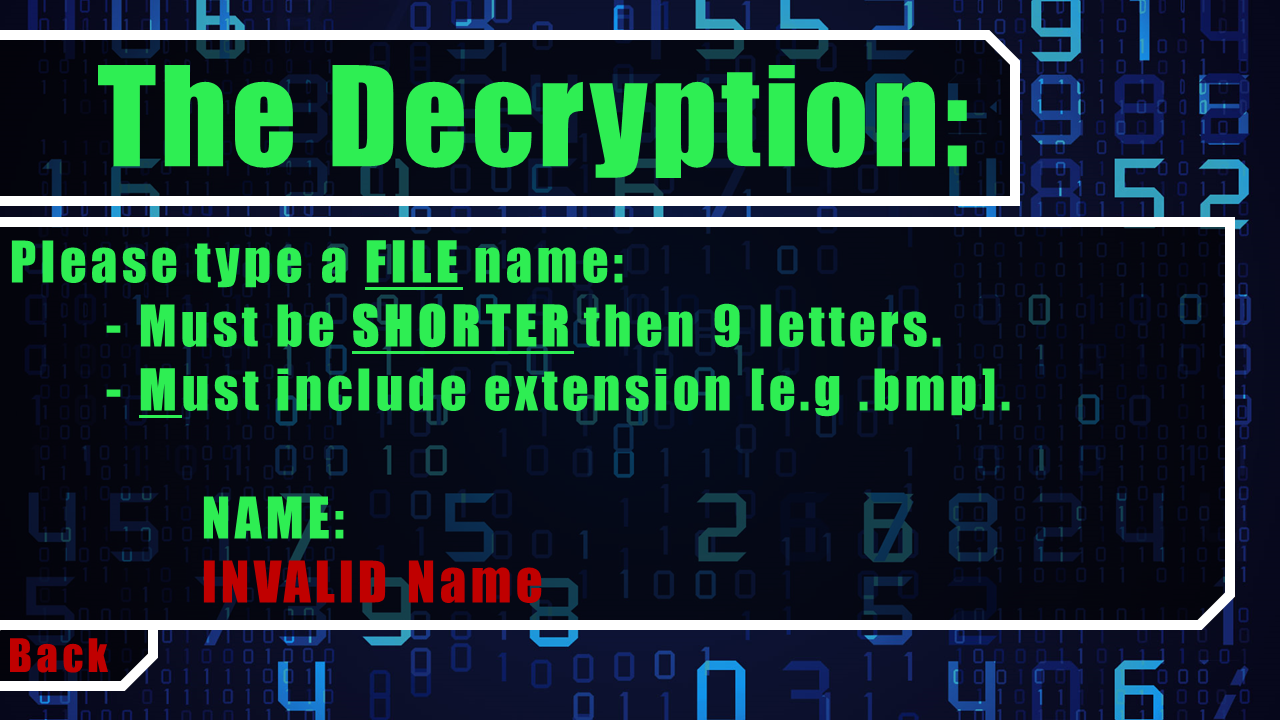 The Decryption:
Please type a FILE name:
- Must be SHORTER then 9 letters.
- Must include extension [e.g .bmp].
NAME:
INVALID Name
Back